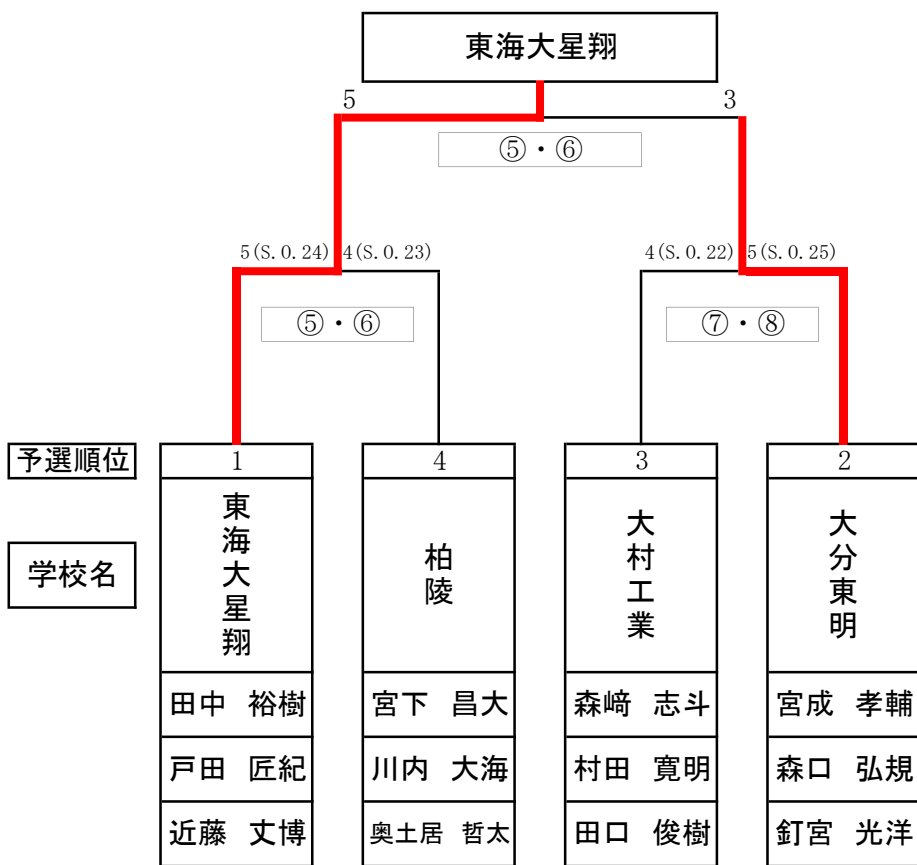 東海大星翔
5 3
⑤・⑥
5(S.O.24) 4(S.O.23) 4(S.O.22) 5(S.O.25)
⑤・⑥ ⑦・⑧
予選順位 1 4 3 2
学校名 東海大星翔 柏陵 大村工業 大分東明
田中 裕樹 宮下 昌大 森﨑 志斗 宮成 孝輔
戸田 匠紀 川内 大海 村田 寛明 森口 弘規
近藤 丈博 奥土居 哲太 田口 俊樹 釘宮 光洋